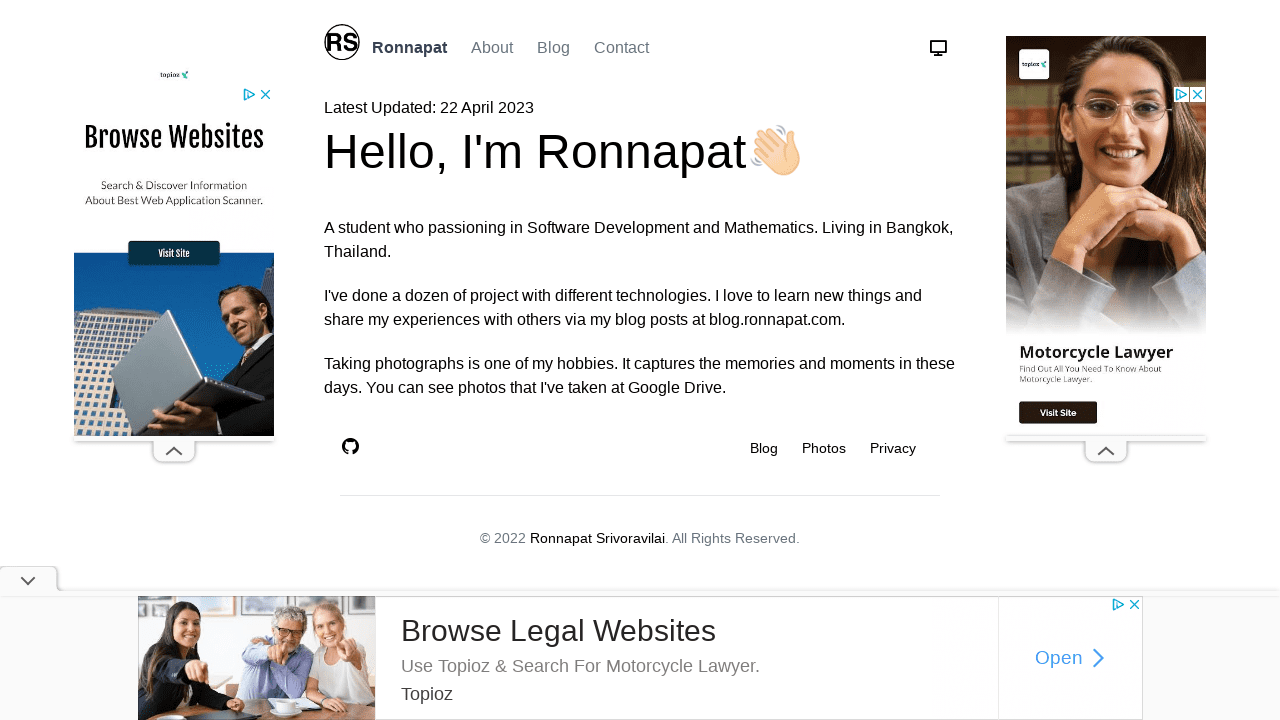 RS Ronnapat About Blog Contact
Latest Updated: 22 April 2023
Hello, I'm Ronnapat👋🏻
A student who passioning in Software Development and Mathematics. Living in Bangkok,
Thailand.
I've done a dozen of project with different technologies. I love to learn new things and
share my experiences with others via my blog posts at blog.ronnapat.com.
Taking photographs is one of my hobbies. It captures the memories and moments in these
days. You can see photos that I've taken at Google Drive.
Blog Photos Privacy
© 2022 Ronnapat Srivoravilai. All Rights Reserved.
topioz
Browse Websites
Search & Discover Information
About Best Web Application Scanner.
Visit Site
topioz
Motorcycle Lawyer
Find Out All You Need To Know About
Motorcycle Lawyer.
Visit Site
Browse Legal Websites
Use Topioz & Search For Motorcycle Lawyer.
Topioz
Open